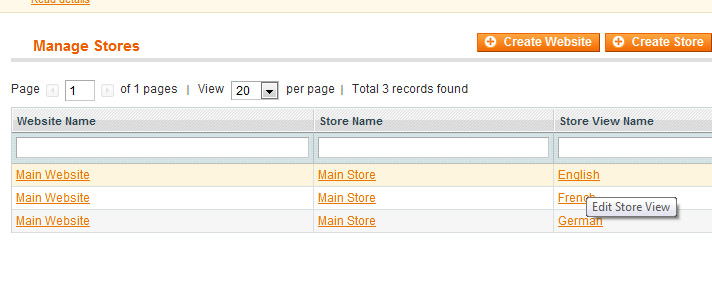 Read details
Manage Stores
Create Website
Create Store
Page 1 of 1 pages | View 20 per page | Total 3 records found
Website Name Store Name Store View Name
Main Website Main Store English
Main Website Main Store French
Edit Store View
Main Website Main Store German